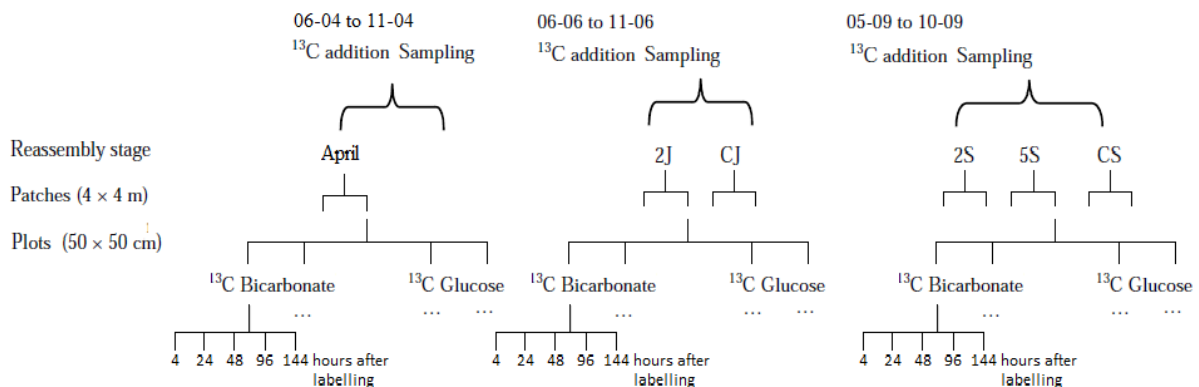 06-04 to 11-04 06-06 to 11-06 05-09 to 10-09
¹³C addition Sampling ¹³C addition Sampling ¹³C addition Sampling
Reassembly stage April 2J CJ 2S 5S CS
Patches (4 × 4 m)
Plots (50 × 50 cm)
¹³C Bicarbonate ¹³C Glucose ¹³C Bicarbonate ¹³C Glucose ¹³C Bicarbonate ¹³C Glucose
... ... ... ... ... ... ... ... ...
4 24 48 96 144 hours after 4 24 48 96 144 hours after 4 24 48 96 144 hours after
labelling labelling labelling